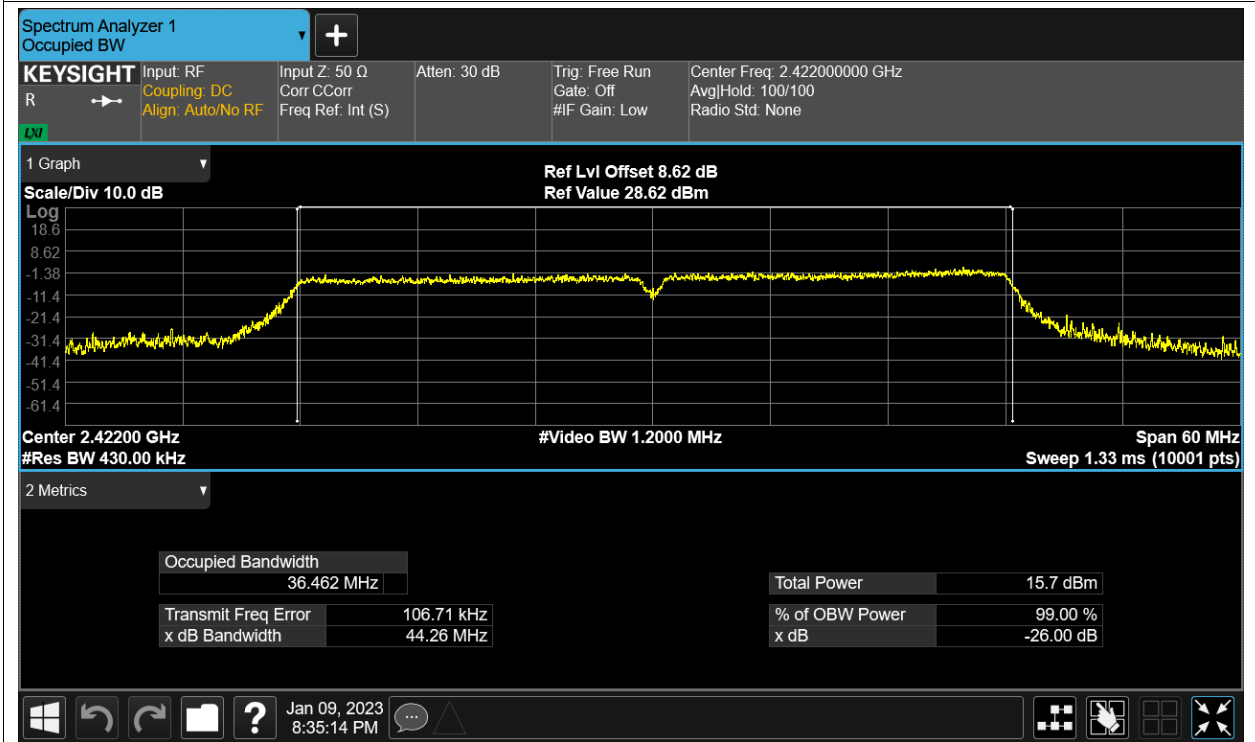 Spectrum Analyzer 1
Occupied BW
KEYSIGHT
R
LXI
Input: RF
Coupling: DC
Align: Auto/No RF
Input Z: 50 Ω
Corr CCorr
Freq Ref: Int (S)
Atten: 30 dB
Trig: Free Run
Gate: Off
#IF Gain: Low
Center Freq: 2.422000000 GHz
Avg|Hold: 100/100
Radio Std: None
1 Graph
Scale/Div 10.0 dB
Ref Lvl Offset 8.62 dB
Ref Value 28.62 dBm
Log
18.6
8.62
-1.38
-11.4
-21.4
-31.4
-41.4
-51.4
-61.4
Center 2.42200 GHz
#Res BW 430.00 kHz
#Video BW 1.2000 MHz
Span 60 MHz
Sweep 1.33 ms (10001 pts)
2 Metrics
Occupied Bandwidth
36.462 MHz
Transmit Freq Error 106.71 kHz
x dB Bandwidth 44.26 MHz
Total Power 15.7 dBm
% of OBW Power 99.00 %
x dB -26.00 dB
?
Jan 09, 2023
8:35:14 PM